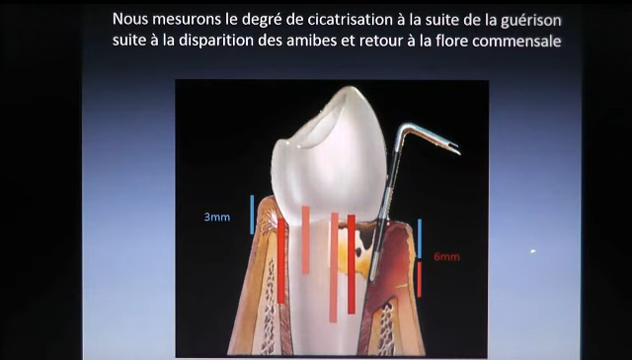 Nous mesurons le degré de cicatrisation à la suite de la guérison
suite à la disparition des amibes et retour à la flore commensale
3mm
6mm